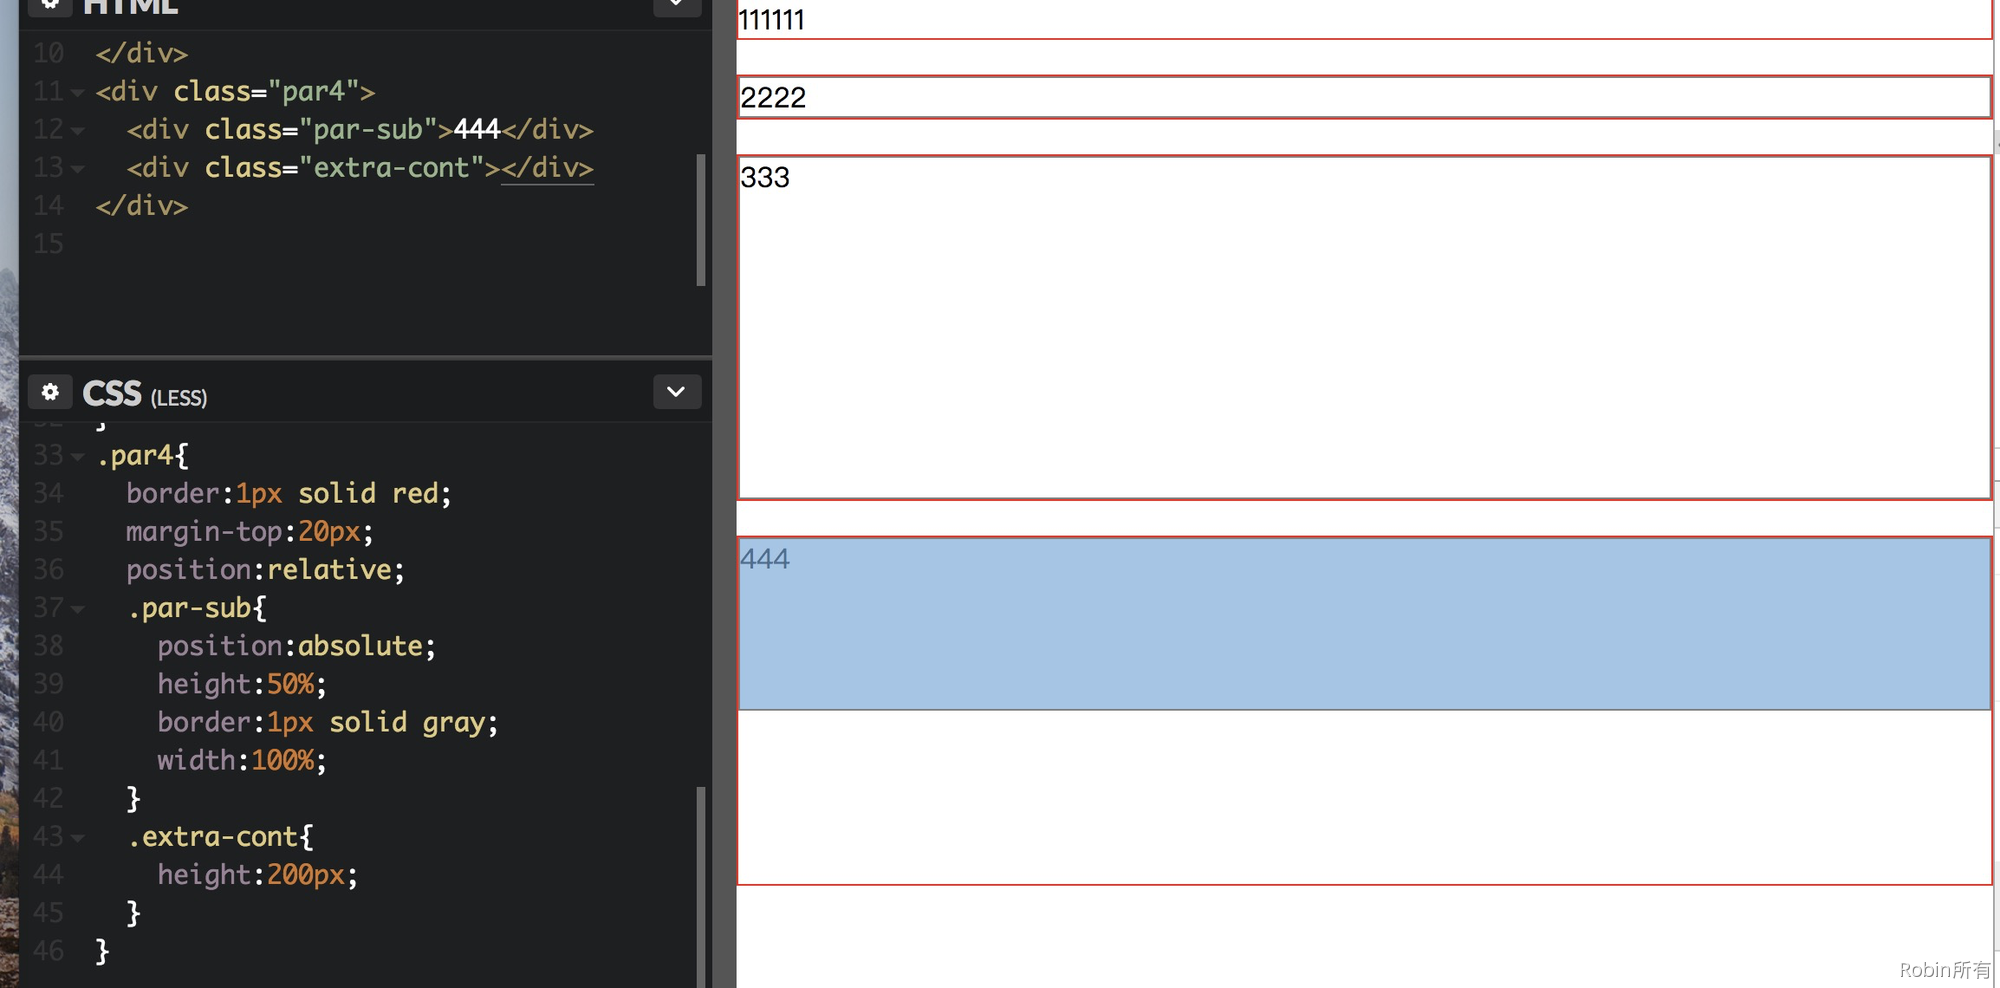 HTML
10 </div>
11 <div class="par4">
12 <div class="par-sub">444</div>
13 <div class="extra-cont"></div>
14 </div>
15
CSS (LESS)
32 }
33 .par4{
34 border:1px solid red;
35 margin-top:20px;
36 position:relative;
37 .par-sub{
38 position:absolute;
39 height:50%;
40 border:1px solid gray;
41 width:100%;
42 }
43 .extra-cont{
44 height:200px;
45 }
46 }
111111
2222
333
444
Robin所有